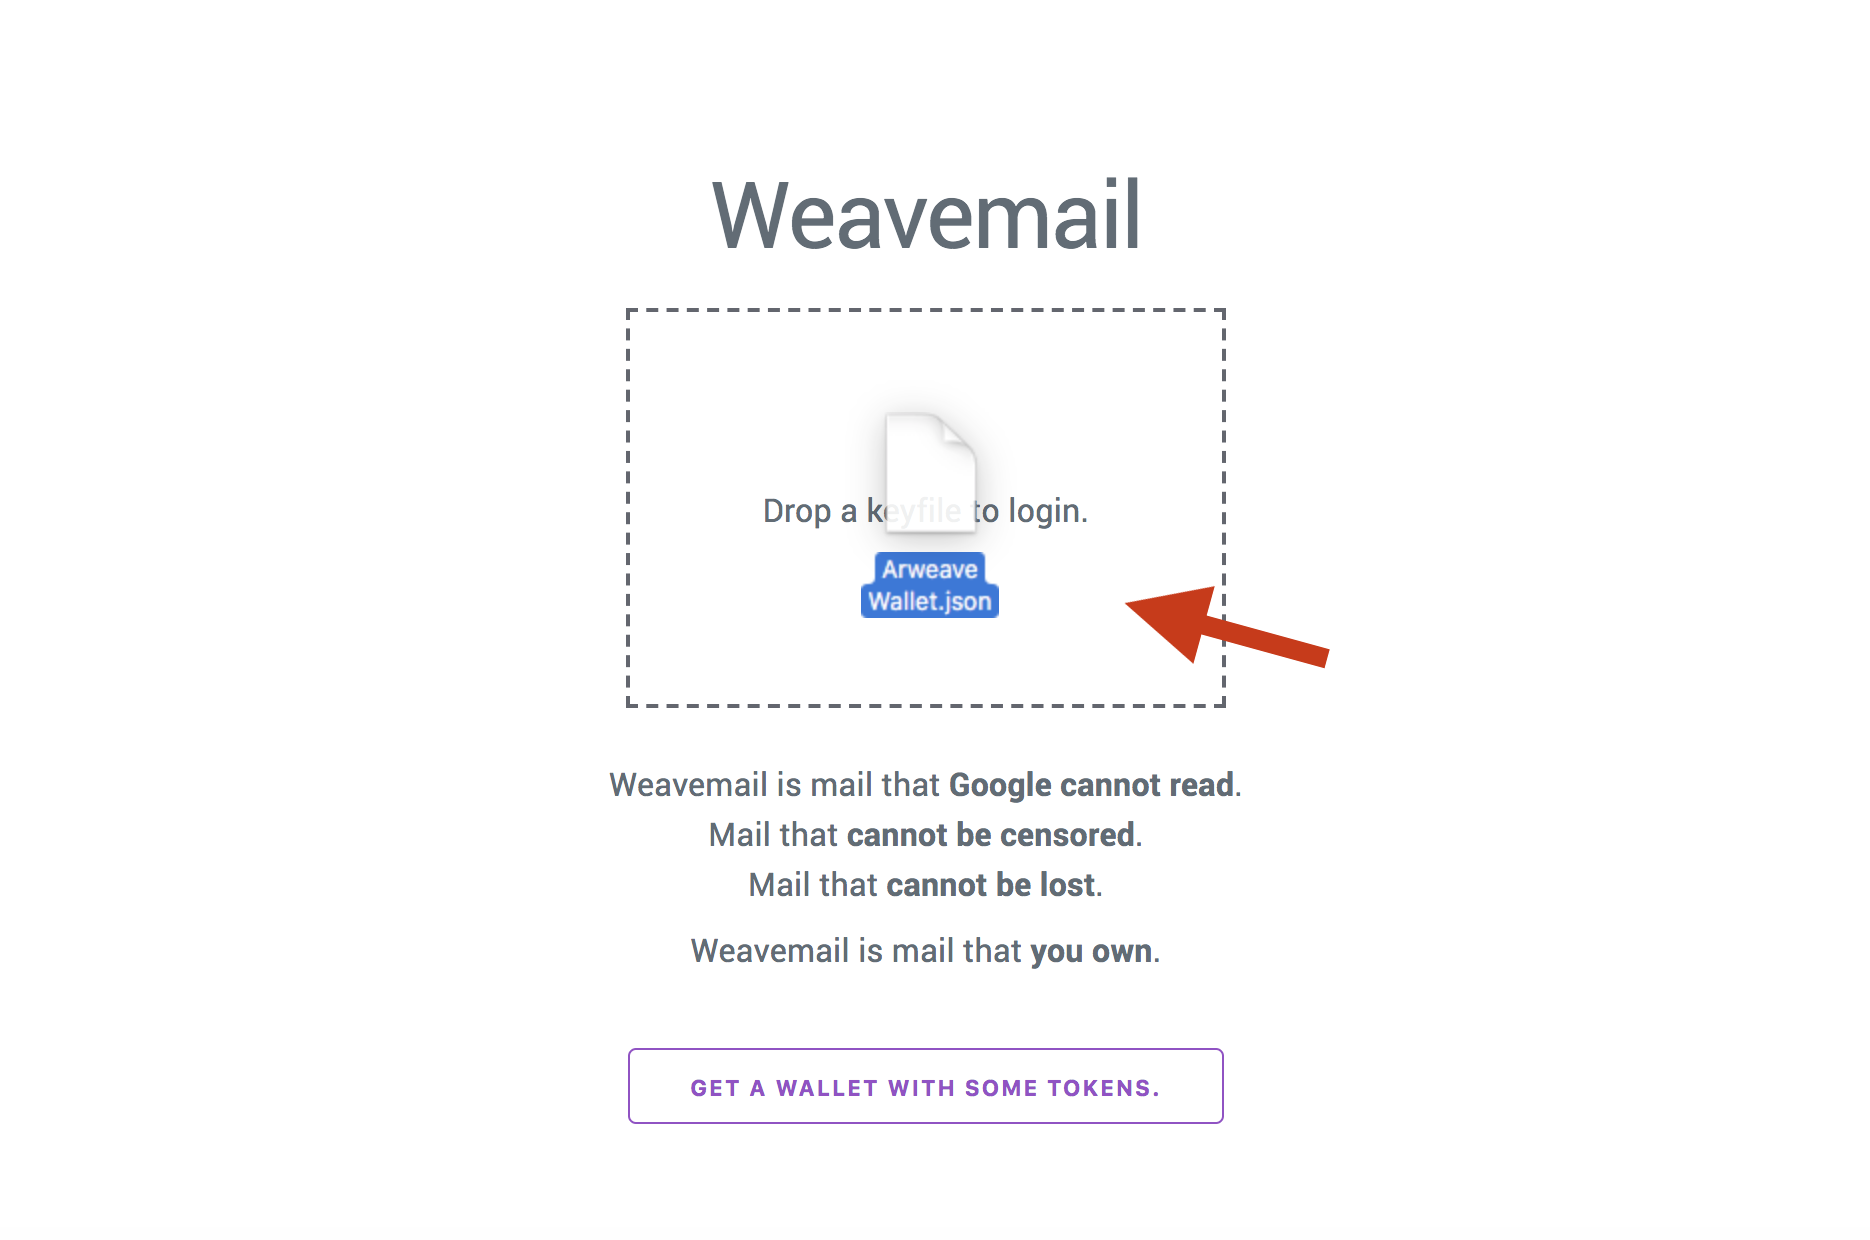 Weavemail
Drop a keyfile to login.
Arweave
Wallet.json
Weavemail is mail that Google cannot read.
Mail that cannot be censored.
Mail that cannot be lost.
Weavemail is mail that you own.
GET A WALLET WITH SOME TOKENS.